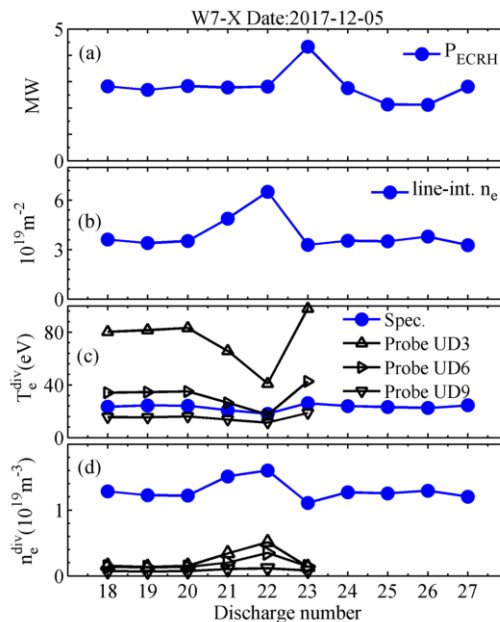 W7-X Date:2017-12-05
5
(a)
P_ECRH
MW
0
(b)
line-int. n_e
6
3
0
10^19 m^-2
80
Spec.
Probe UD3
(c)
Probe UD6
40
Probe UD9
0
T_e^div(eV)
(d)
1
0
n_e^div(10^19 m^-3)
18 19 20 21 22 23 24 25 26 27
Discharge number